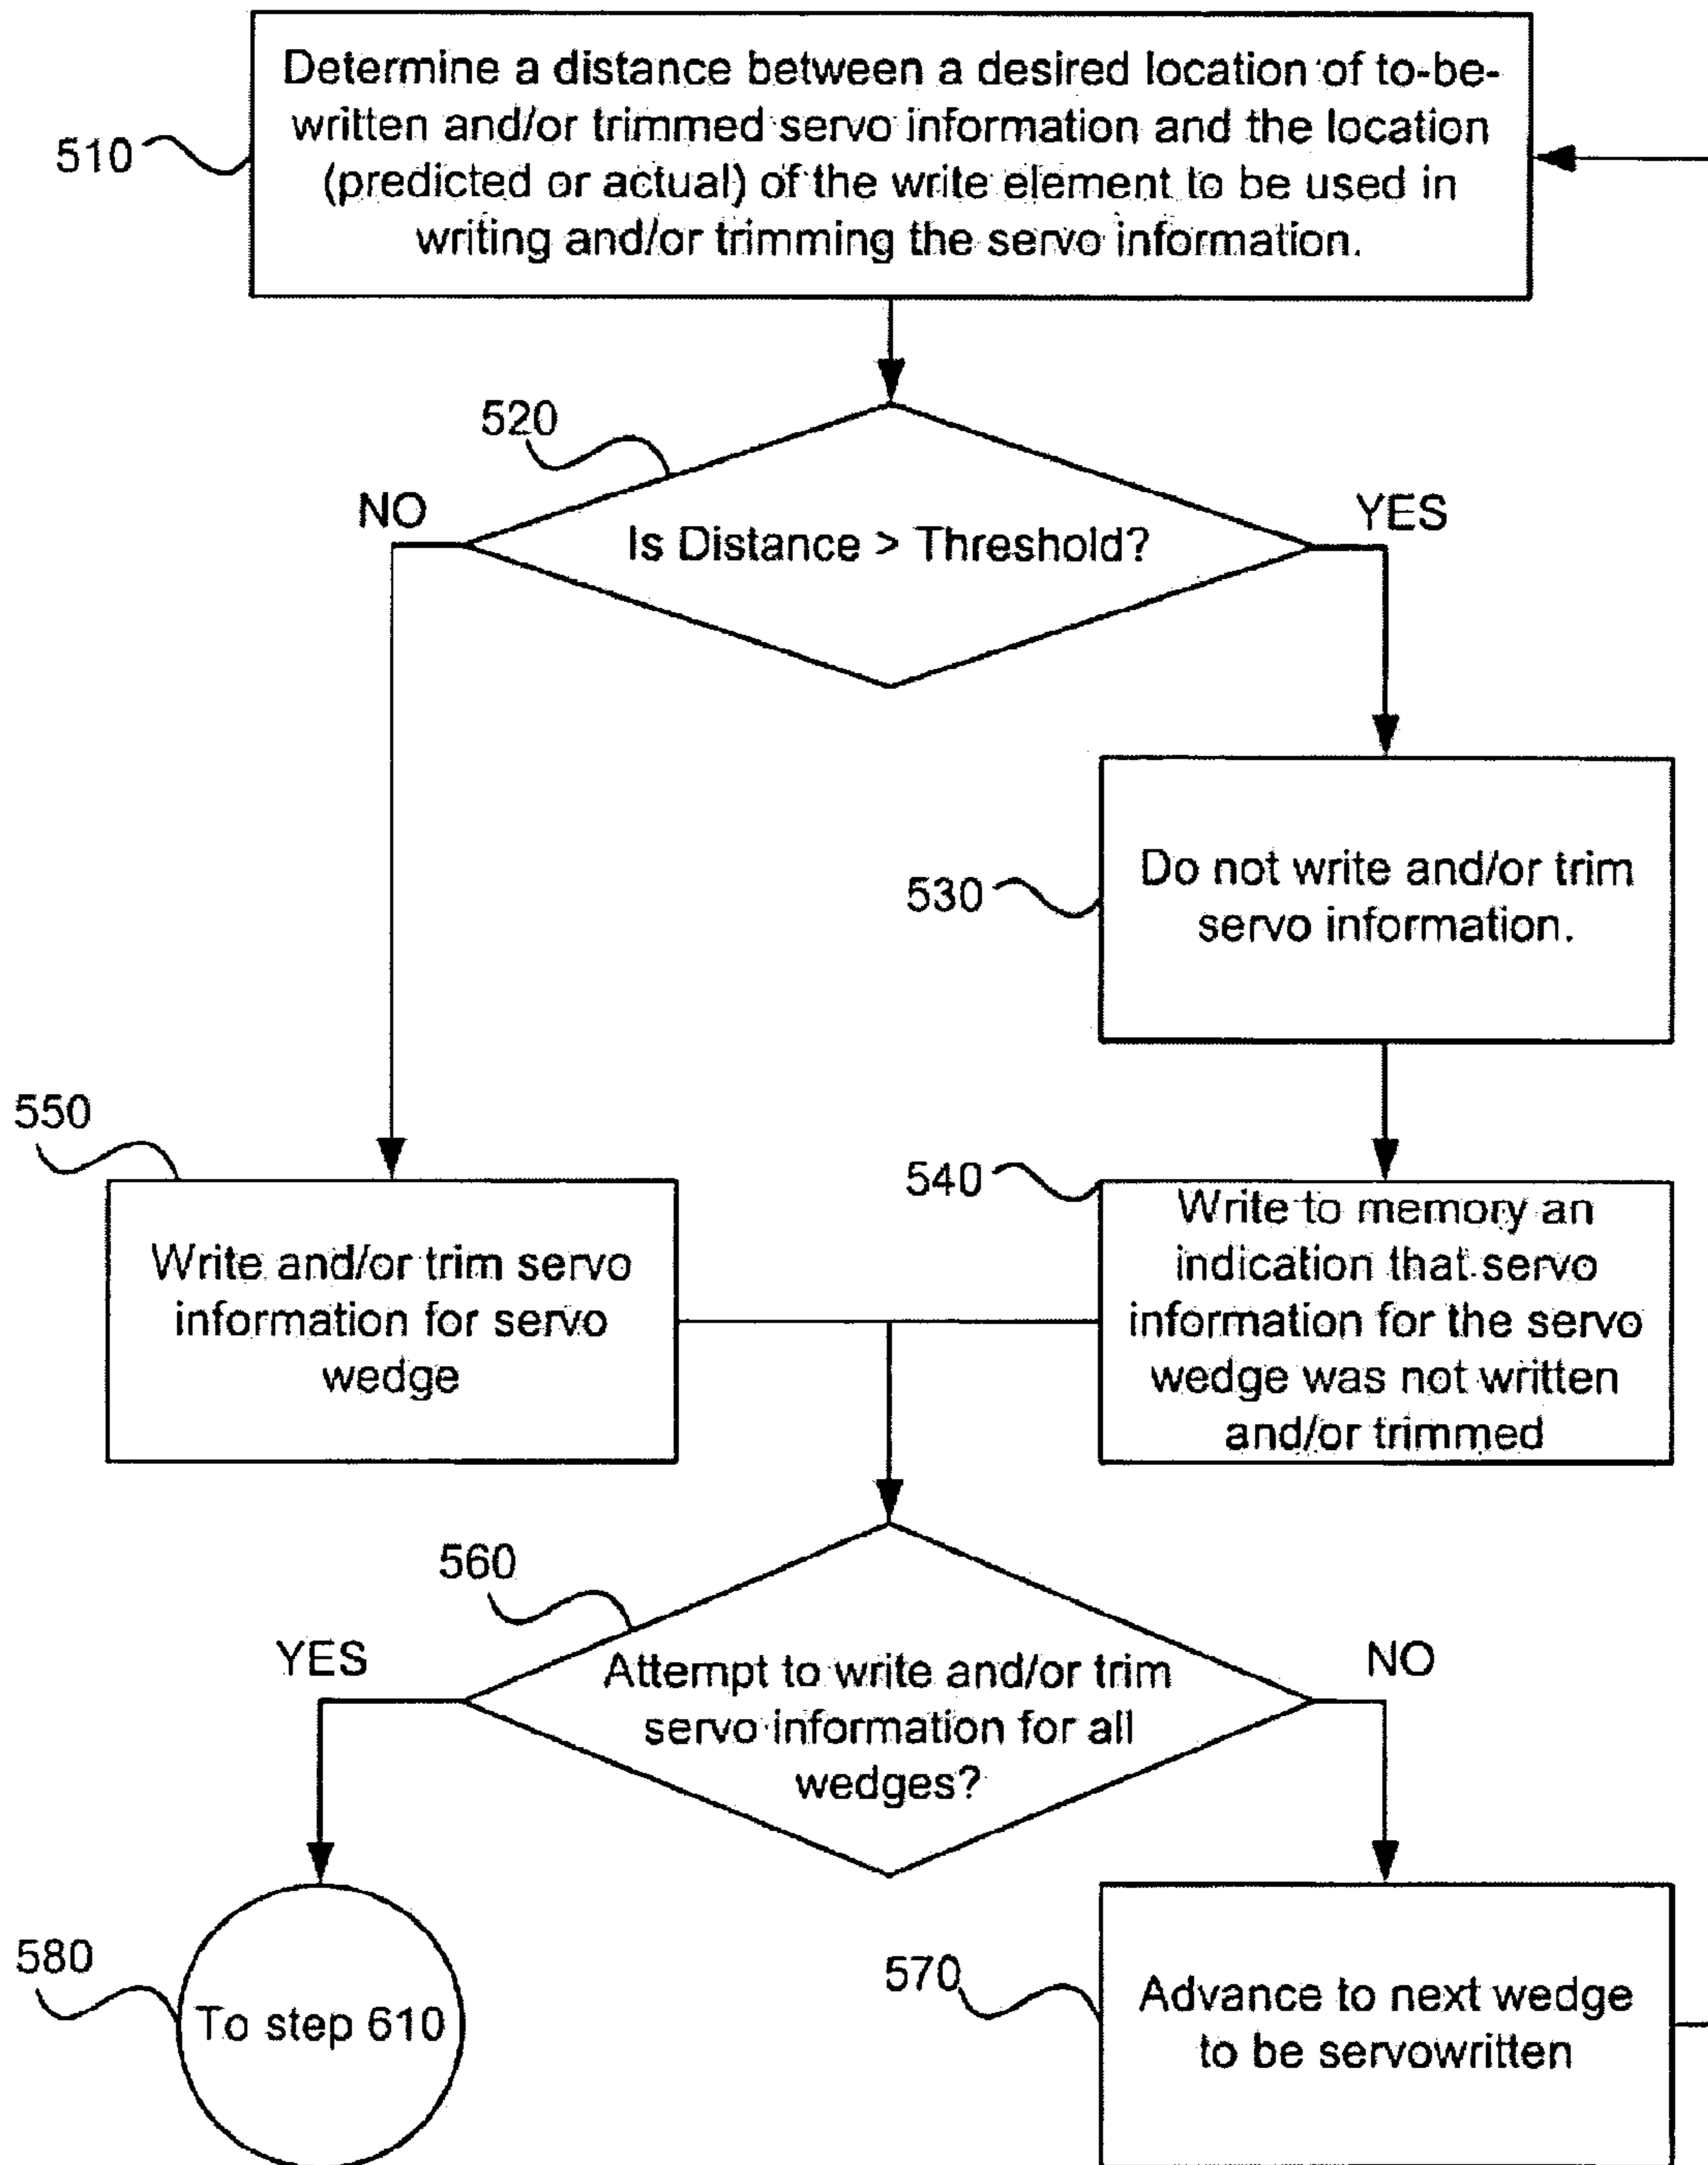 Determine a distance between a desired location of to-be-
written and/or trimmed servo information and the location
(predicted or actual) of the write element to be used in
writing and/or trimming the servo information.
510
520
NO
YES
Is Distance > Threshold?
530
Do not write and/or trim
servo information.
550
Write and/or trim servo
information for servo
wedge
540
Write to memory an
indication that servo
information for the servo
wedge was not written
and/or trimmed
560
YES
NO
Attempt to write and/or trim
servo information for all
wedges?
580
To step 610
570
Advance to next wedge
to be servowritten